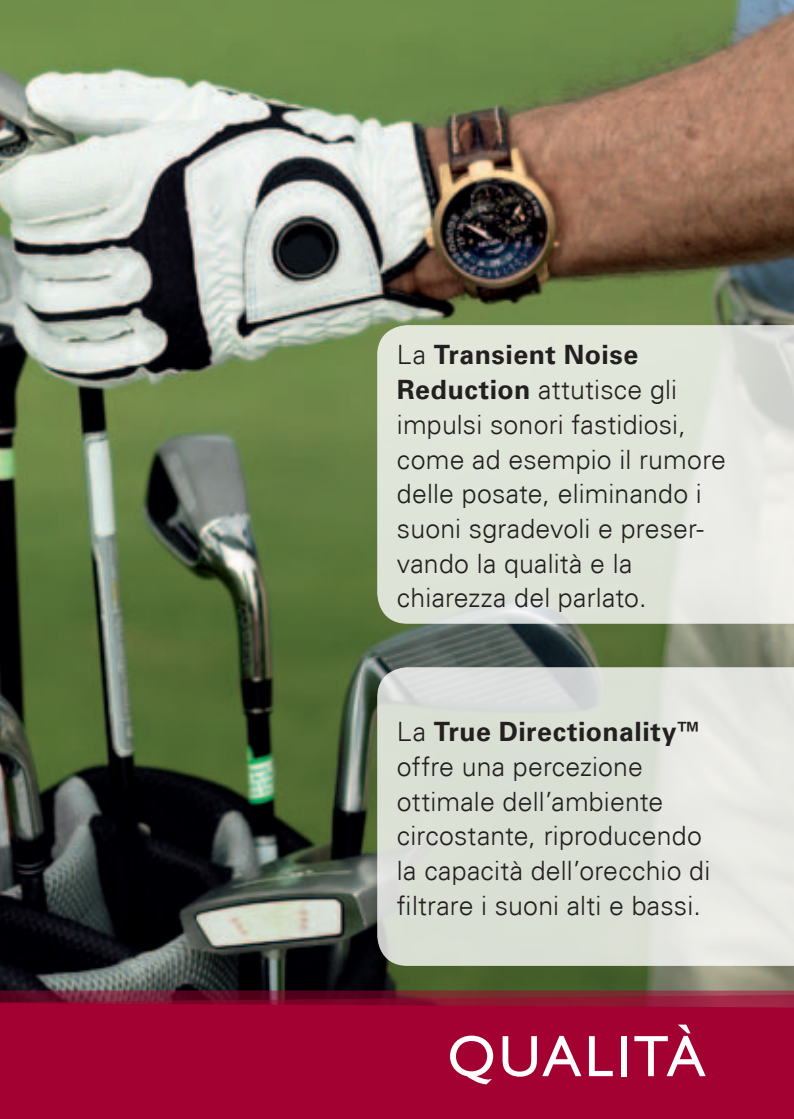 La Transient Noise
Reduction attutisce gli
impulsi sonori fastidiosi,
come ad esempio il rumore
delle posate, eliminando i
suoni sgradevoli e preser-
vando la qualità e la
chiarezza del parlato.
La True Directionality™
offre una percezione
ottimale dell’ambiente
circostante, riproducendo
la capacità dell’orecchio di
filtrare i suoni alti e bassi.
QUALITÀ